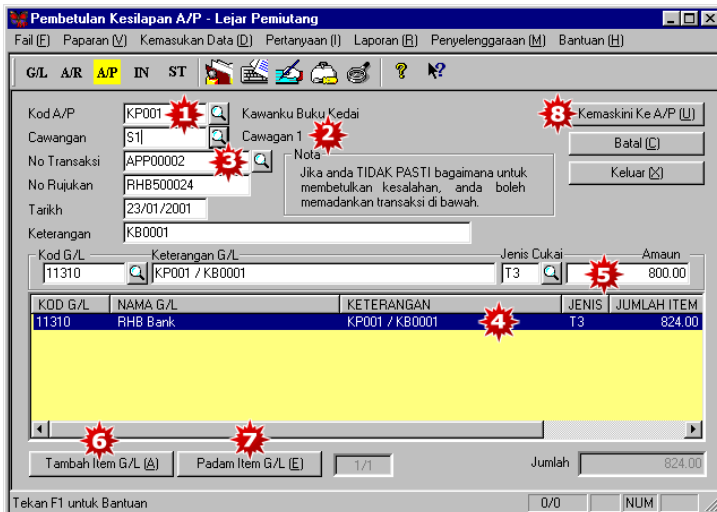 Pembetulan Kesilapan A/P - Lejar Pemiutang
Fail (F) Paparan (V) Kemasukan Data (D) Pertanyaan (I) Laporan (R) Penyelenggaraan (M) Bantuan (H)
G/L A/R A/P IN ST
Kod A/P KP001 1 Kawanku Buku Kedai 8 Kemaskini Ke A/P (U)
Cawangan S1 Cawagan 1 2 Batal (C)
No Transaksi APP00002 3 Nota Keluar (X)
Jika anda TIDAK PASTI bagaimana untuk
No Rujukan RHB500024 membetulkan kesalahan, anda boleh
memadankan transaksi di bawah.
Tarikh 23/01/2001
Keterangan KB0001
Kod G/L Keterangan G/L Jenis Cukai Amaun
11310 KP001 / KB0001 T3 5 800.00
KOD G/L NAMA G/L KETERANGAN JENIS JUMLAH ITEM
11310 RHB Bank KP001 / KB0001 4 T3 824.00
6 7
Tambah Item G/L (A) Padam Item G/L (E) 1/1 Jumlah 824.00
Tekan F1 untuk Bantuan 0/0 NUM